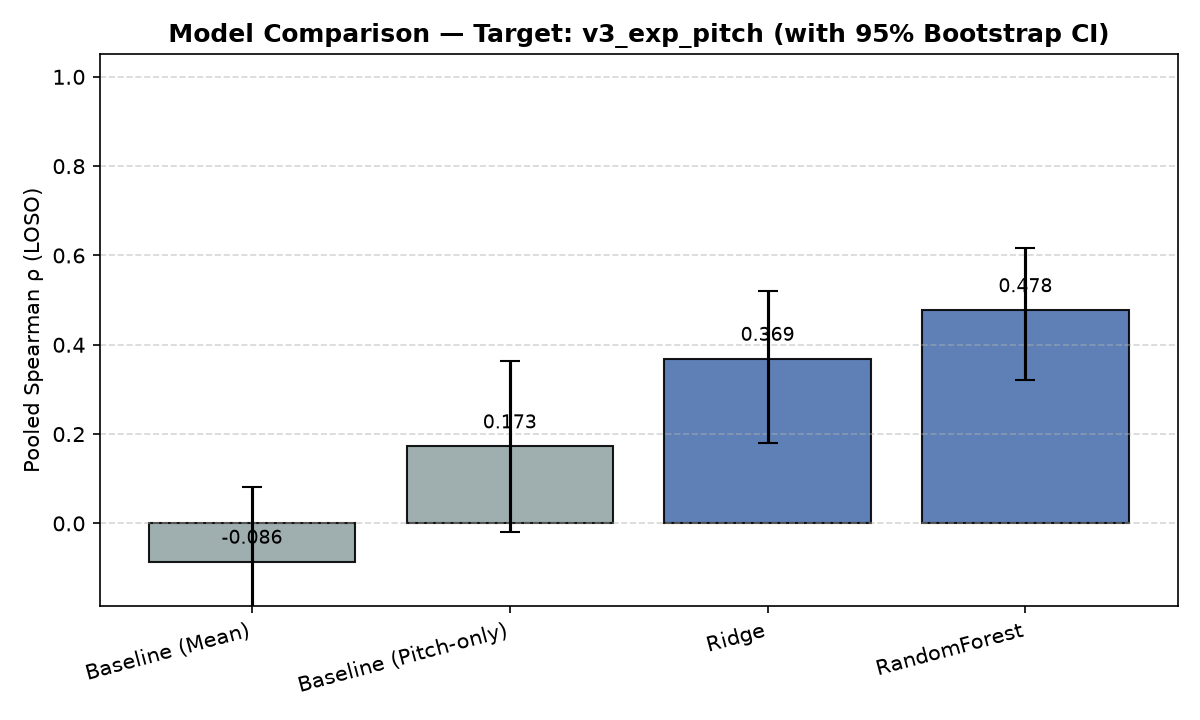 Model Comparison — Target: v3_exp_pitch (with 95% Bootstrap CI)
Pooled Spearman ρ (LOSO)
1.0
0.8
0.6
0.4
0.2
0.0
-0.086
0.173
0.369
0.478
Baseline (Mean)
Baseline (Pitch-only)
Ridge
RandomForest